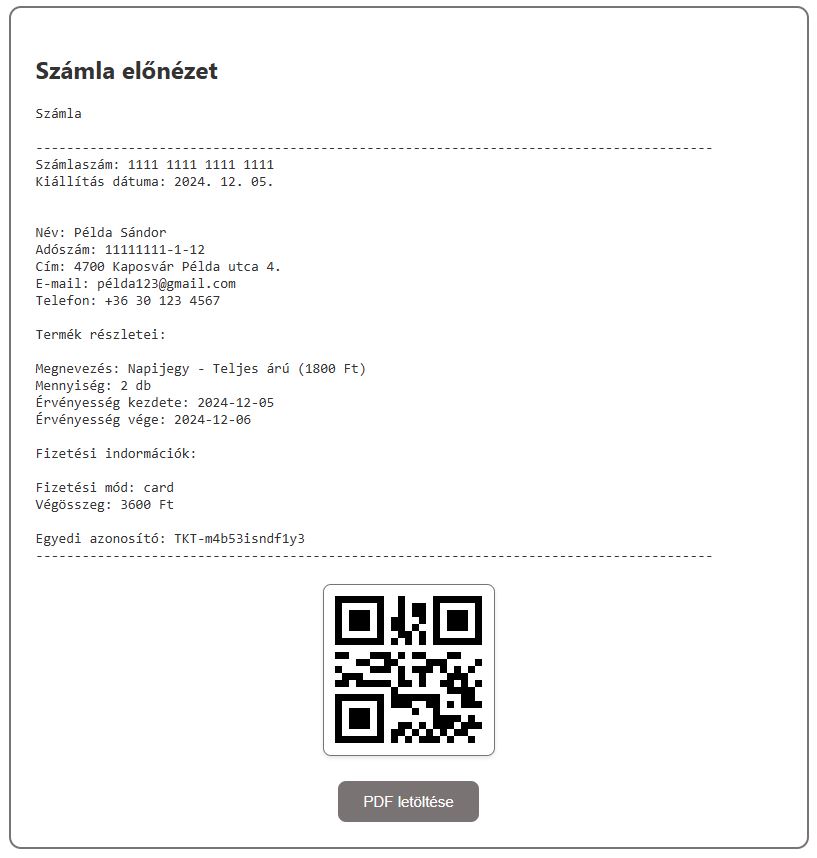 Számla előnézet
Számla
----------------------------------------------------------------------------------------
Számlaszám: 1111 1111 1111 1111
Kiállítás dátuma: 2024. 12. 05.
Név: Példa Sándor
Adószám: 11111111-1-12
Cím: 4700 Kaposvár Példa utca 4.
E-mail: példa123@gmail.com
Telefon: +36 30 123 4567
Termék részletei:
Megnevezés: Napijegy - Teljes árú (1800 Ft)
Mennyiség: 2 db
Érvényesség kezdete: 2024-12-05
Érvényesség vége: 2024-12-06
Fizetési indormációk:
Fizetési mód: card
Végösszeg: 3600 Ft
Egyedi azonosító: TKT-m4b53isndf1y3
----------------------------------------------------------------------------------------
PDF letöltése